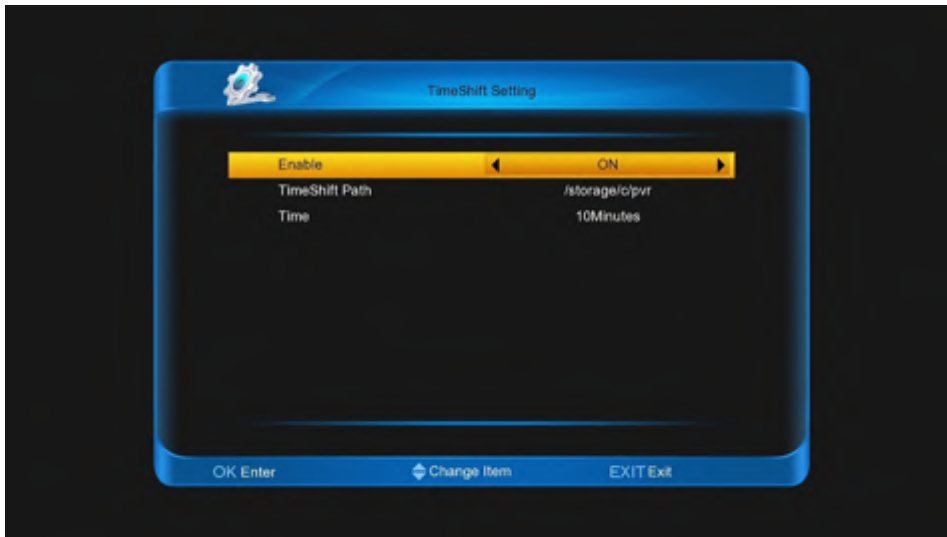 TimeShift Setting
Enable ON
TimeShift Path /storage/c/pvr
Time 10Minutes
OK Enter Change Item EXIT Exit